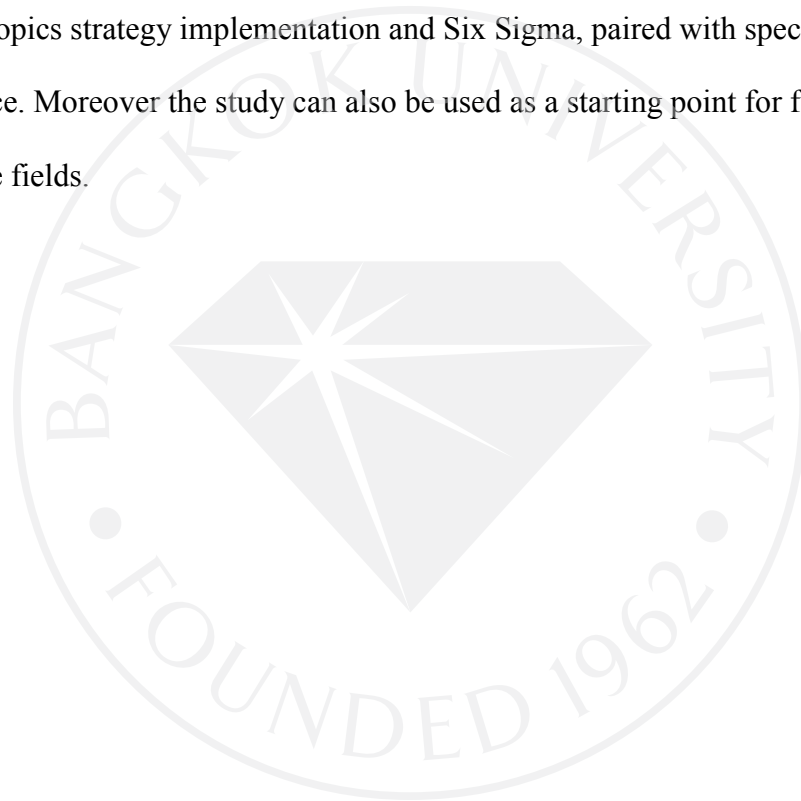 opics strategy implementation and Six Sigma, paired with spec
ce. Moreover the study can also be used as a starting point for f
e fields.
BANGKOK UNIVERSITY
• FOUNDED 1962 •